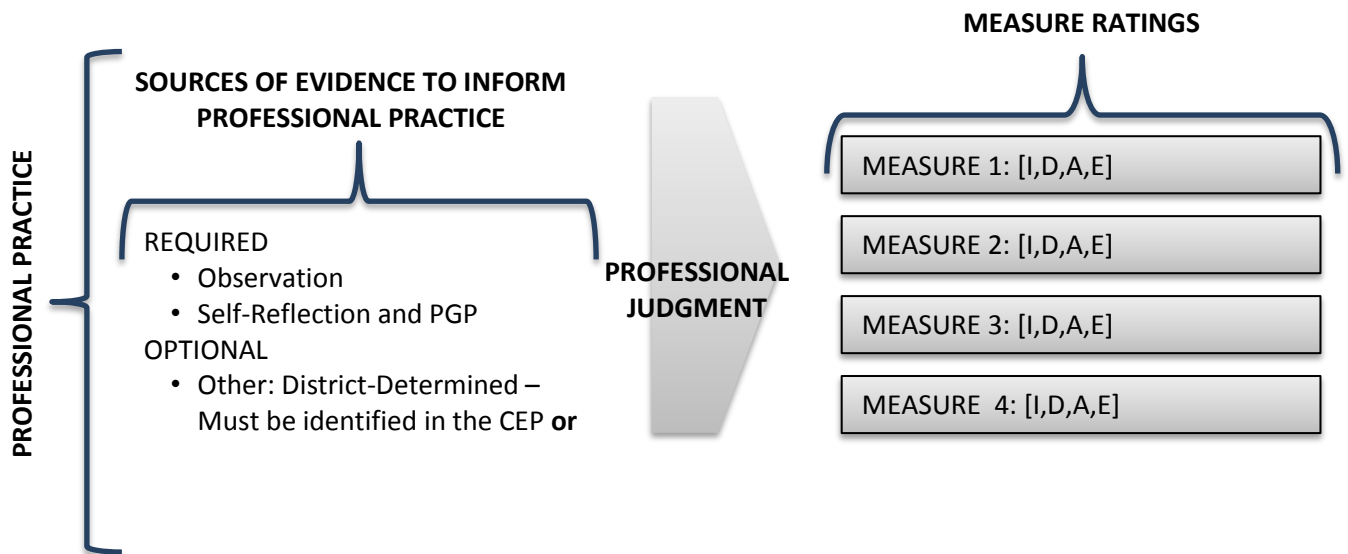 PROFESSIONAL PRACTICE
SOURCES OF EVIDENCE TO INFORM
PROFESSIONAL PRACTICE
REQUIRED
• Observation
• Self-Reflection and PGP
OPTIONAL
• Other: District-Determined –
Must be identified in the CEP or
PROFESSIONAL
JUDGMENT
MEASURE RATINGS
MEASURE 1: [I,D,A,E]
MEASURE 2: [I,D,A,E]
MEASURE 3: [I,D,A,E]
MEASURE 4: [I,D,A,E]